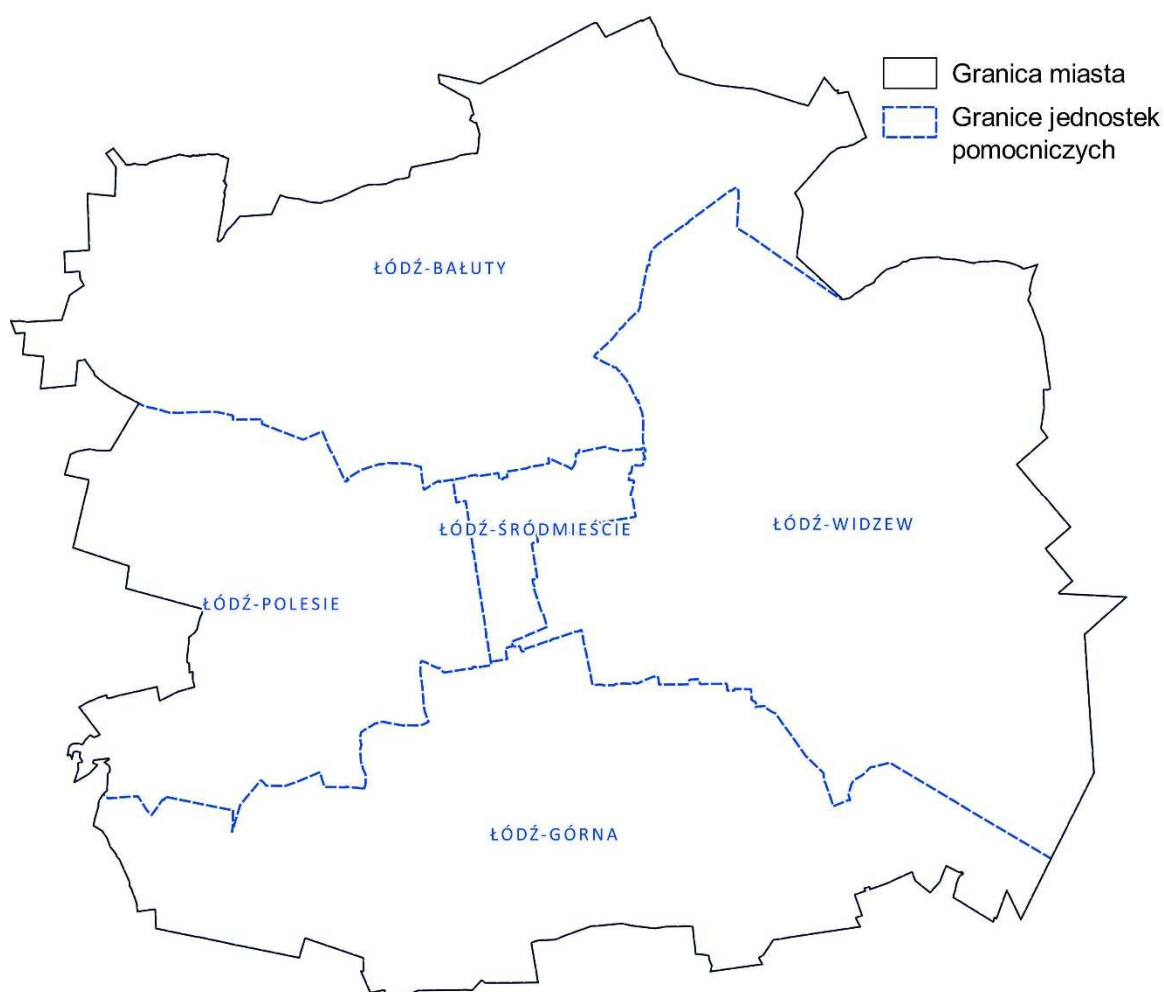 Granica miasta
Granice jednostek
pomocniczych
ŁÓDŹ-BAŁUTY
ŁÓDŹ-ŚRÓDMIEŚCIE
ŁÓDŹ-WIDZEW
ŁÓDŹ-POLESIE
ŁÓDŹ-GÓRNA